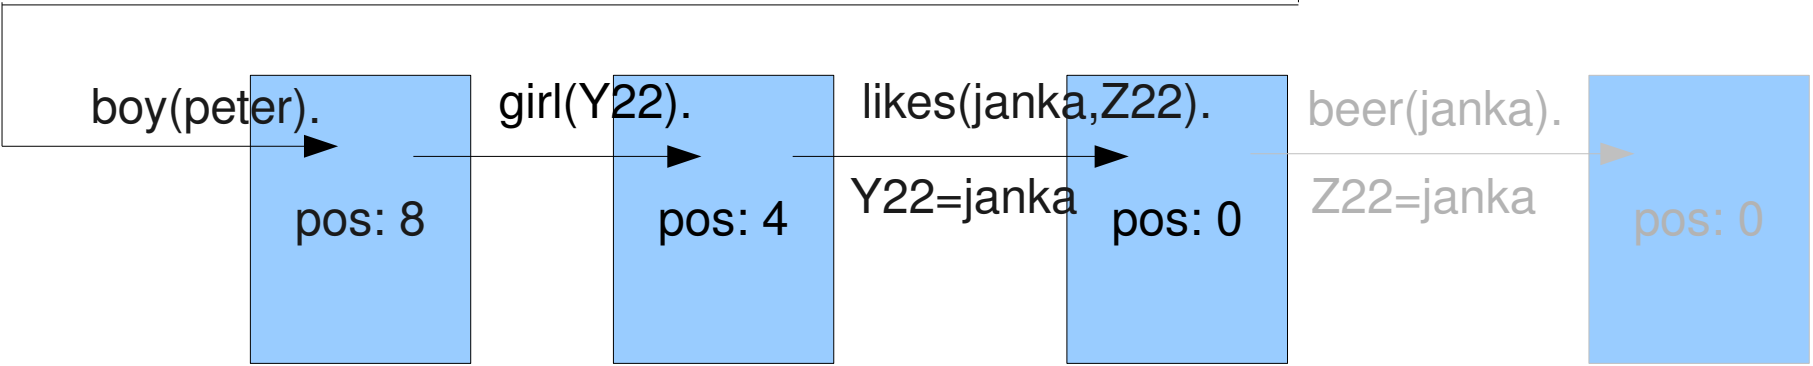 boy(peter).
pos: 8
girl(Y22).
pos: 4
likes(janka,Z22).
Y22=janka
pos: 0
beer(janka).
Z22=janka
pos: 0